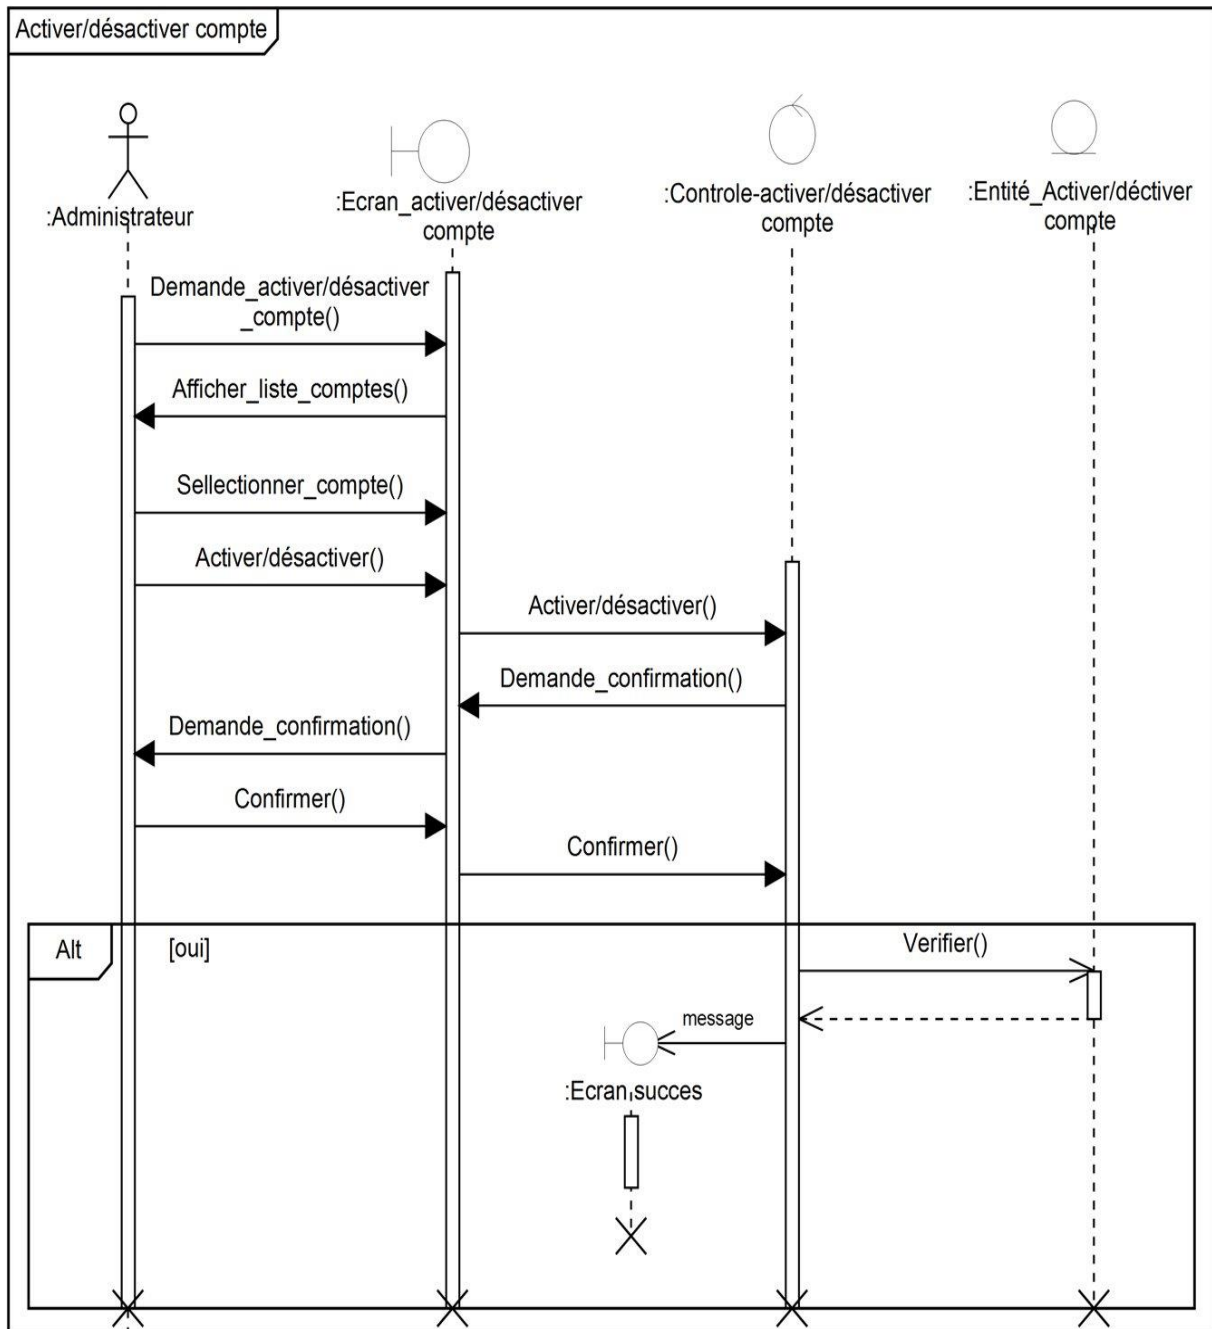 Activer/désactiver compte
:Administrateur
:Ecran_activer/désactiver
compte
:Controle-activer/désactiver
compte
:Entité_Activer/déctiver
compte
Demande_activer/désactiver
_compte()
Afficher_liste_comptes()
Sellectionner_compte()
Activer/désactiver()
Activer/désactiver()
Demande_confirmation()
Demande_confirmation()
Confirmer()
Confirmer()
Alt
[oui]
Verifier()
message
:Ecran succes